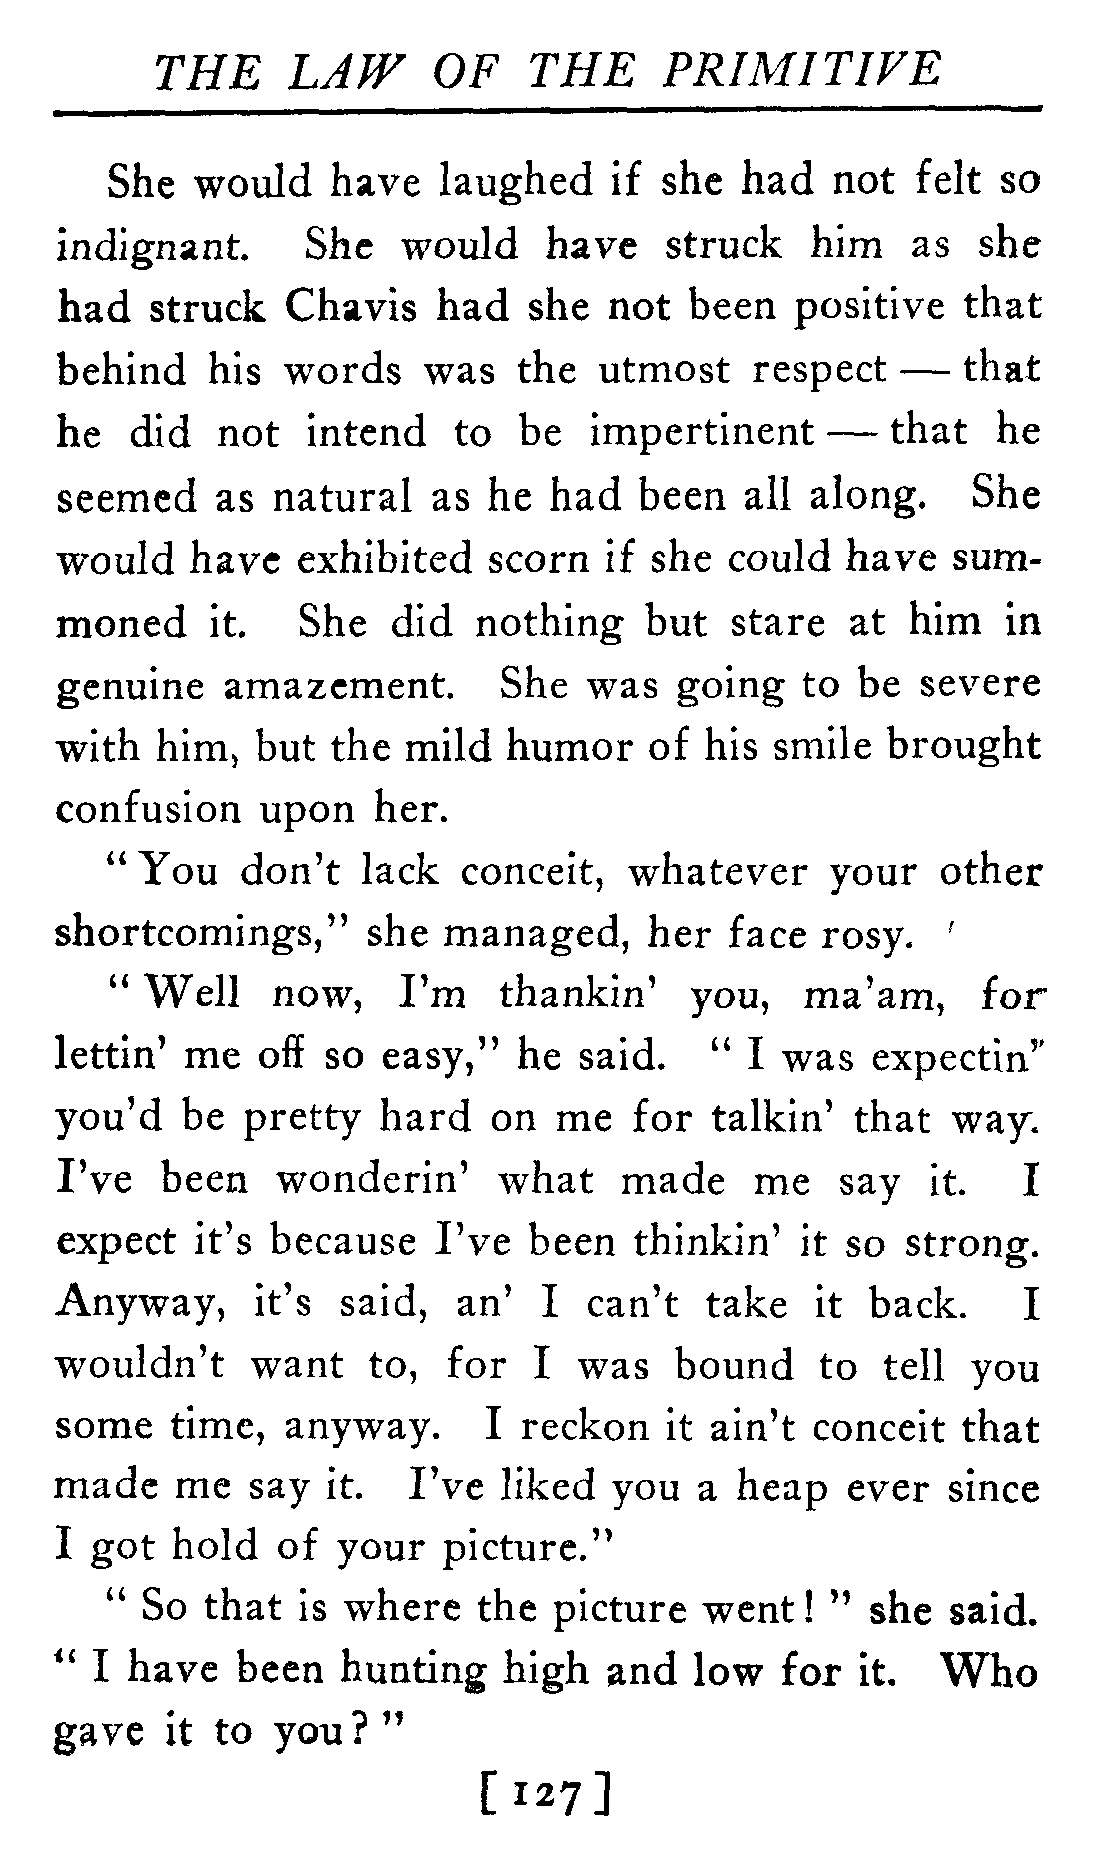 THE LAW OF THE PRIMITIVE
She would have laughed if she had not felt so
indignant. She would have struck him as she
had struck Chavis had she not been positive that
behind his words was the utmost respect — that
he did not intend to be impertinent — that he
seemed as natural as he had been all along. She
would have exhibited scorn if she could have sum-
moned it. She did nothing but stare at him in
genuine amazement. She was going to be severe
with him, but the mild humor of his smile brought
confusion upon her.
“ You don’t lack conceit, whatever your other
shortcomings,” she managed, her face rosy.
“ Well now, I’m thankin’ you, ma’am, for
lettin’ me off so easy,” he said. “ I was expectin’
you’d be pretty hard on me for talkin’ that way.
I’ve been wonderin’ what made me say it. I
expect it’s because I’ve been thinkin’ it so strong.
Anyway, it’s said, an’ I can’t take it back. I
wouldn’t want to, for I was bound to tell you
some time, anyway. I reckon it ain’t conceit that
made me say it. I’ve liked you a heap ever since
I got hold of your picture.”
“ So that is where the picture went! ” she said.
“ I have been hunting high and low for it. Who
gave it to you? ”
[ 127 ]